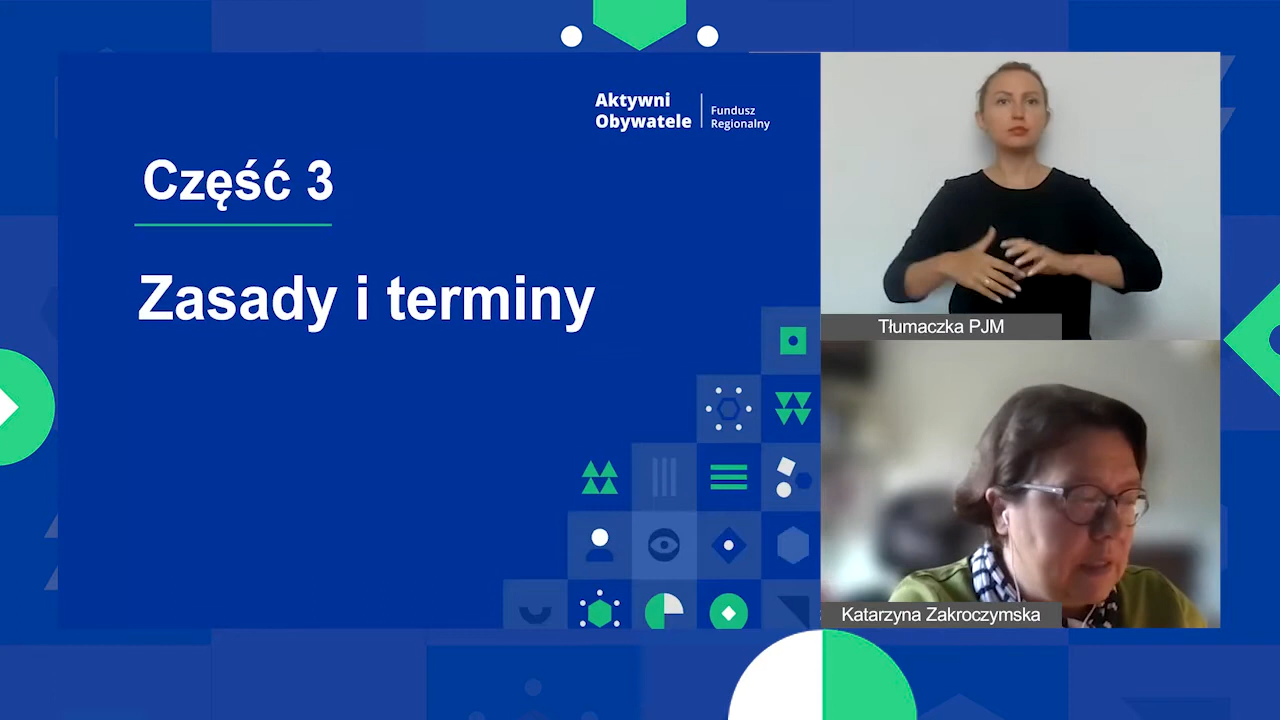 Aktywni
Obywatele
Fundusz
Regionalny
Część 3
Zasady i terminy
Tłumaczka PJM
Katarzyna Zakroczymska